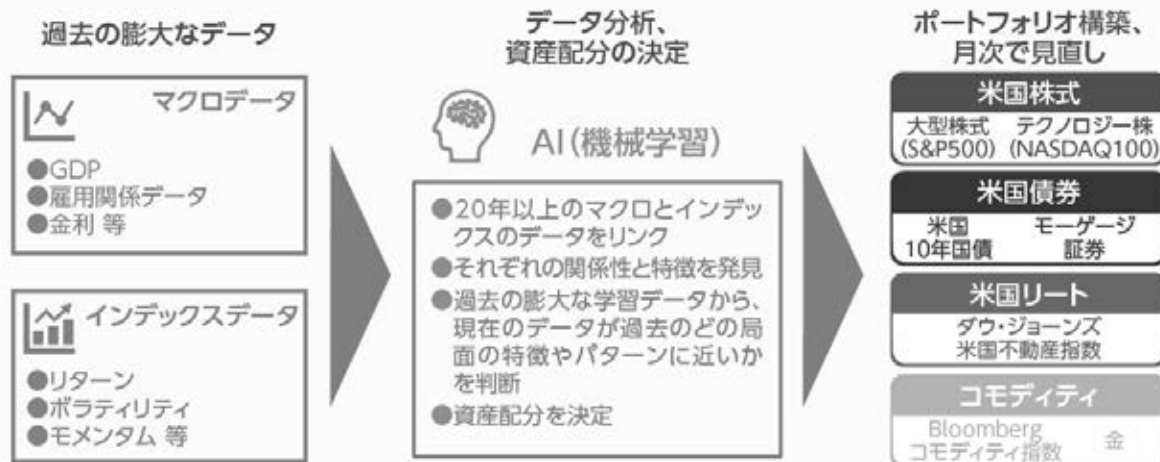 過去の膨大なデータ
マクロデータ
●GDP
●雇用関係データ
●金利 等
インデックスデータ
●リターン
●ボラティリティ
●モメンタム 等
データ分析、
資産配分の決定
AI(機械学習)
●20年以上のマクロとインデッ
クスのデータをリンク
●それぞれの関係性と特徴を発見
●過去の膨大な学習データから、
現在のデータが過去のどの局
面の特徴やパターンに近いか
を判断
●資産配分を決定
ポートフォリオ構築、
月次で見直し
米国株式
大型株式 テクノロジー株
(S&P500) (NASDAQ100)
米国債券
米国 モーゲージ
10年国債 証券
米国リート
ダウ・ジョーンズ
米国不動産指数
コモディティ
Bloomberg
コモディティ指数 金